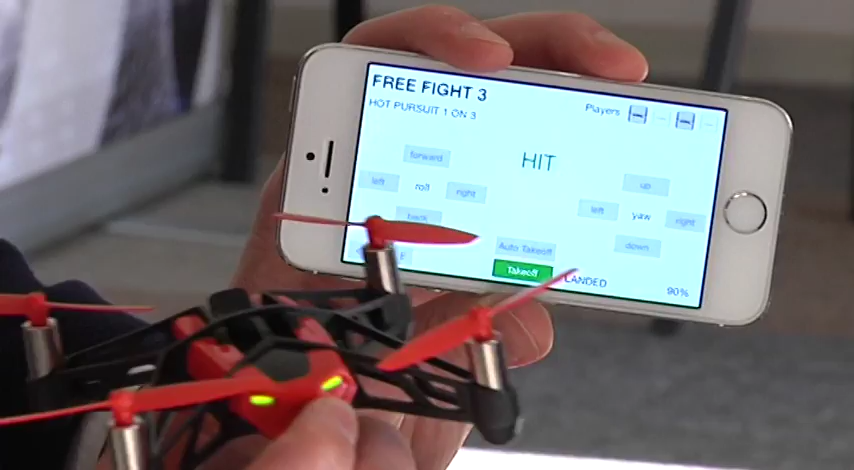 FREE FIGHT 3
HOT PURSUIT 1 ON 3
Players
HIT
forward
left roll right
back
up
left yaw right
down
Auto Takeoff
Takeoff
LANDED
90%